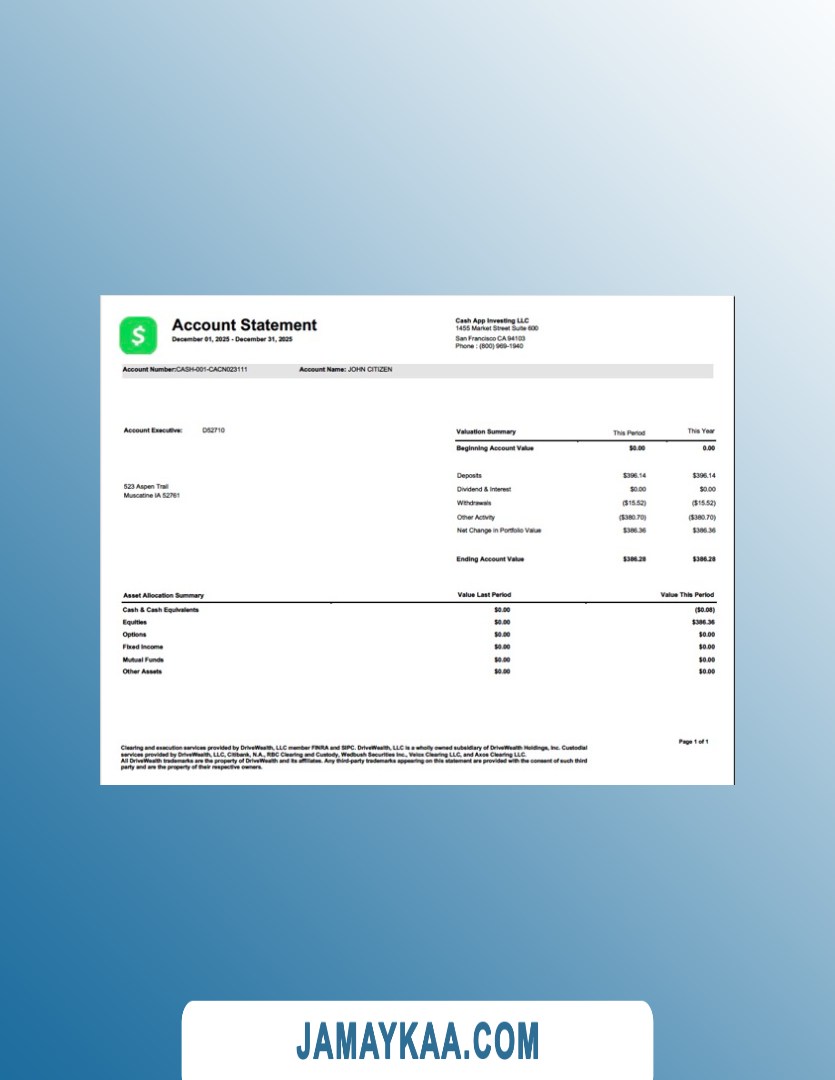 $
Account Statement
December 01, 2025 - December 31, 2025
Cash App Investing LLC
1455 Market Street Suite 600
San Francisco CA 94103
Phone : (800) 969-1940
Account Number:CASH-001-CACN023111 Account Name: JOHN CITIZEN
Account Executive: D52710
523 Aspen Trail
Muscatine IA 52761
Valuation Summary This Period This Year
Beginning Account Value $0.00 0.00
Deposits $396.14 $396.14
Dividend & Interest $0.00 $0.00
Withdrawals ($15.52) ($15.52)
Other Activity ($380.70) ($380.70)
Net Change in Portfolio Value $386.36 $386.36
Ending Account Value $386.28 $386.28
Asset Allocation Summary Value Last Period Value This Period
Cash & Cash Equivalents $0.00 ($0.08)
Equities $0.00 $386.36
Options $0.00 $0.00
Fixed Income $0.00 $0.00
Mutual Funds $0.00 $0.00
Other Assets $0.00 $0.00
Page 1 of 1
Clearing and execution services provided by DriveWealth, LLC member FINRA and SIPC. DriveWealth, LLC is a wholly owned subsidiary of DriveWealth Holdings, Inc. Custodial
services provided by DriveWealth, LLC, Citibank, N.A., RBC Clearing and Custody, Wedbush Securities Inc., Velox Clearing LLC, and Axos Clearing LLC.
All DriveWealth trademarks are the property of DriveWealth and its affiliates. Any third-party trademarks appearing on this statement are provided with the consent of such third
party and are the property of their respective owners.
JAMAYKAA.COM